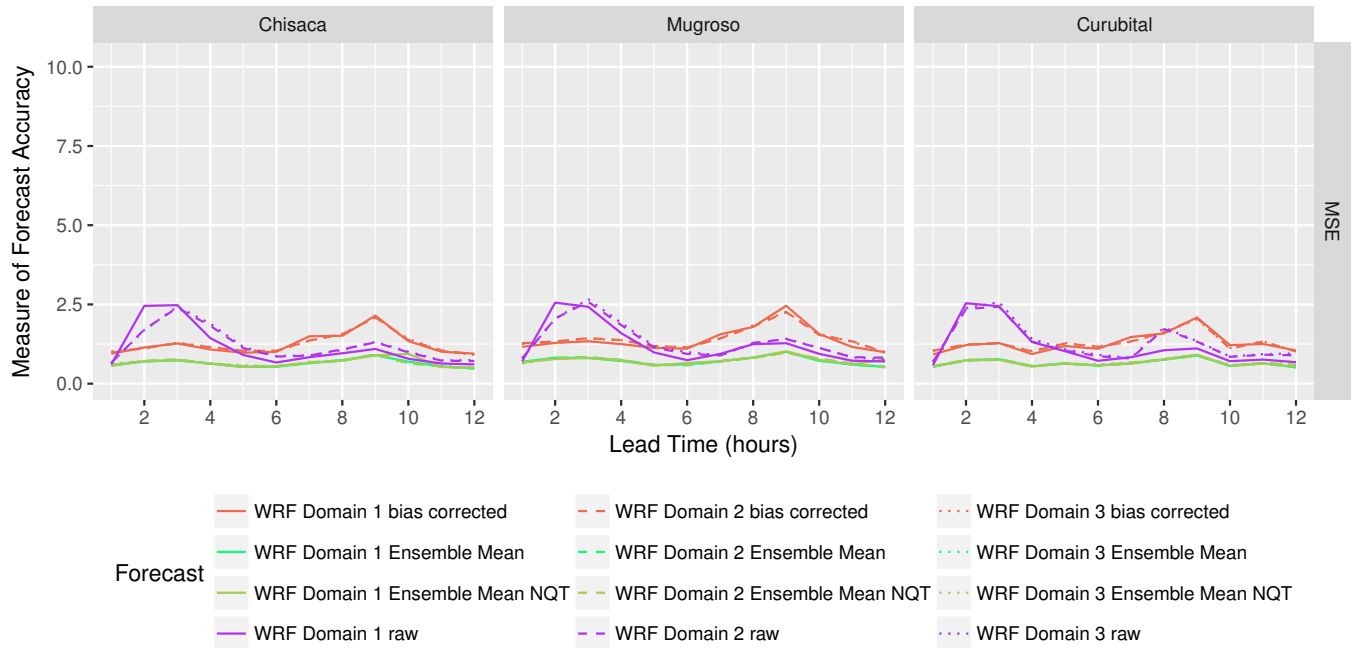 Chisaca Mugroso Curubital
Measure of Forecast Accuracy
10.0
7.5
5.0
2.5
0.0
MSE
2 4 6 8 10 12 2 4 6 8 10 12 2 4 6 8 10 12
Lead Time (hours)
Forecast
WRF Domain 1 bias corrected WRF Domain 2 bias corrected WRF Domain 3 bias corrected
WRF Domain 1 Ensemble Mean WRF Domain 2 Ensemble Mean WRF Domain 3 Ensemble Mean
WRF Domain 1 Ensemble Mean NQT WRF Domain 2 Ensemble Mean NQT WRF Domain 3 Ensemble Mean NQT
WRF Domain 1 raw WRF Domain 2 raw WRF Domain 3 raw